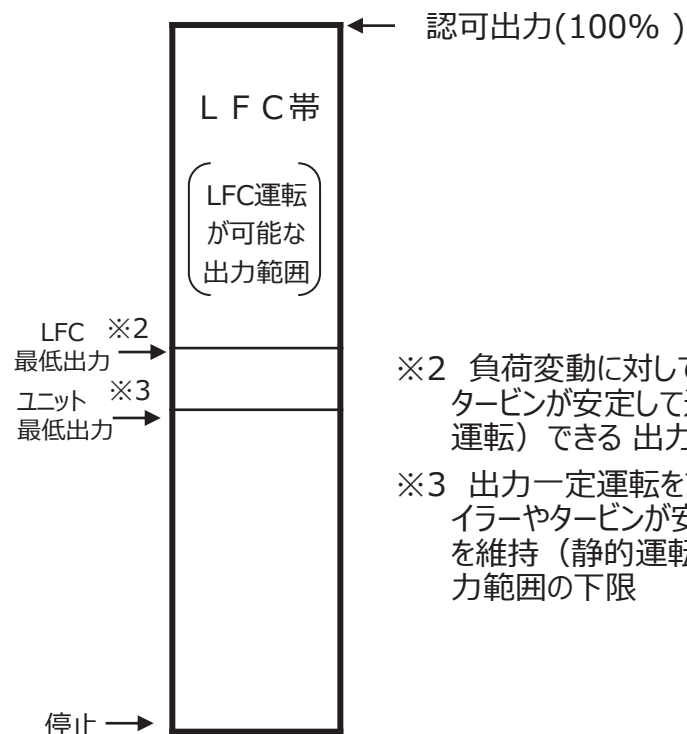 認可出力(100% )
ＬＦＣ帯
LFC運転
が可能な
出力範囲
LFC ※2
最低出力
ユニット ※3
最低出力
停止
※2 負荷変動に対して
タービンが安定して
運転）できる 出力
※3 出力一定運転を
イラーやタービンが
を維持（静的運転
力範囲の下限